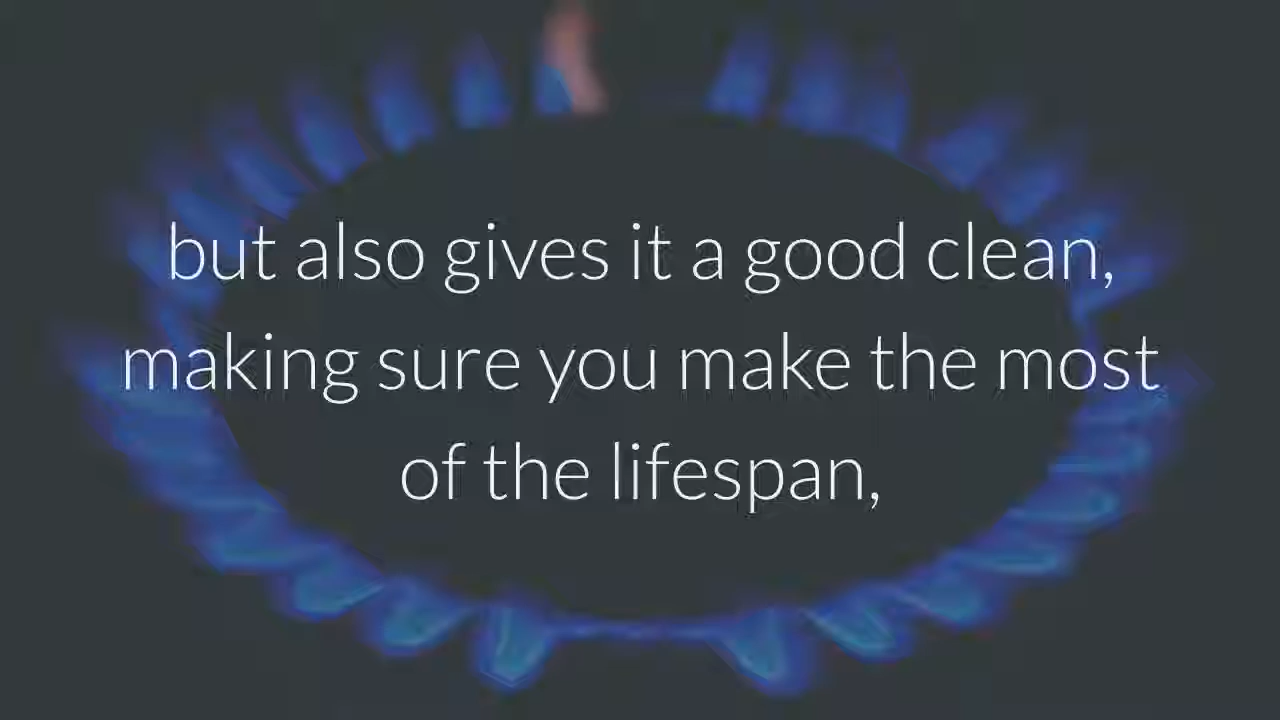 but also gives it a good clean,
making sure you make the most
of the lifespan,